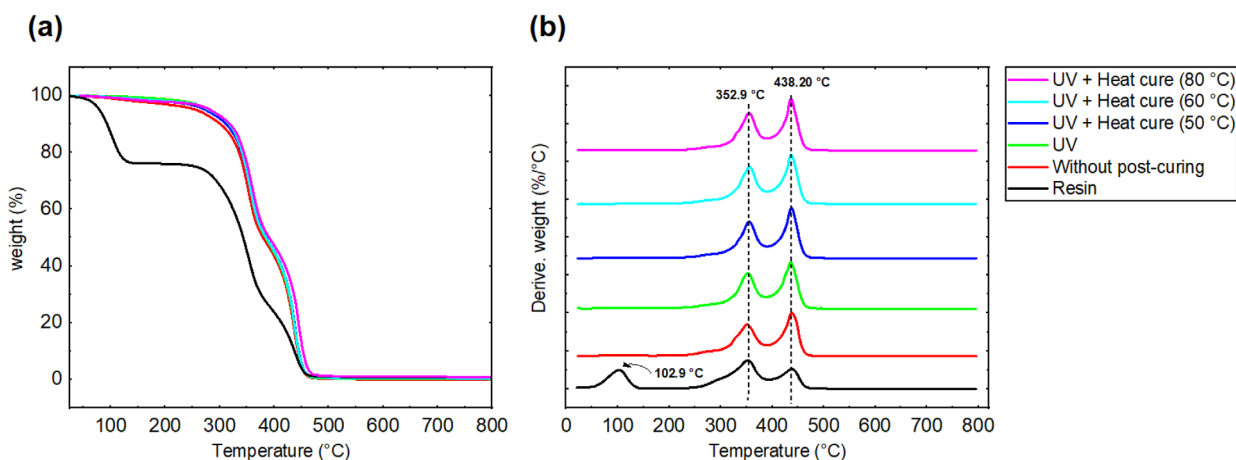 (a)
100
80
60
40
20
0
weight (%)
100 200 300 400 500 600 700 800
Temperature (°C)
(b)
352.9 °C
438.20 °C
102.9 °C
Derive. weight (%/°C)
0 100 200 300 400 500 600 700 800
Temperature (°C)
UV + Heat cure (80 °C)
UV + Heat cure (60 °C)
UV + Heat cure (50 °C)
UV
Without post-curing
Resin